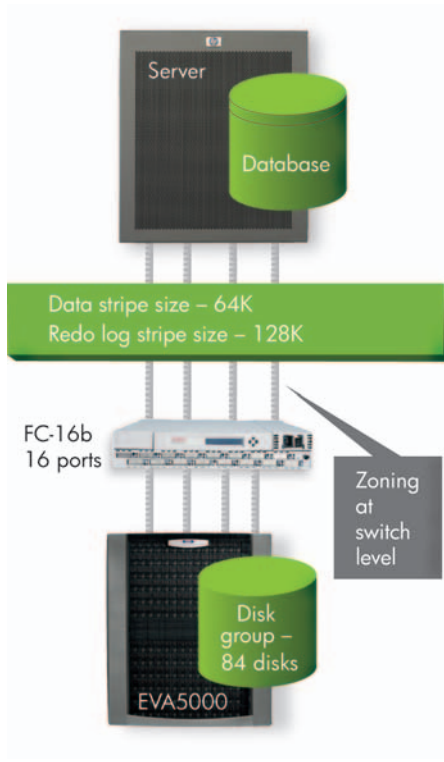 Server
Database
Data stripe size – 64K
Redo log stripe size – 128K
FC-16b
16 ports
Zoning
at
switch
level
Disk
group –
84 disks
EVA5000